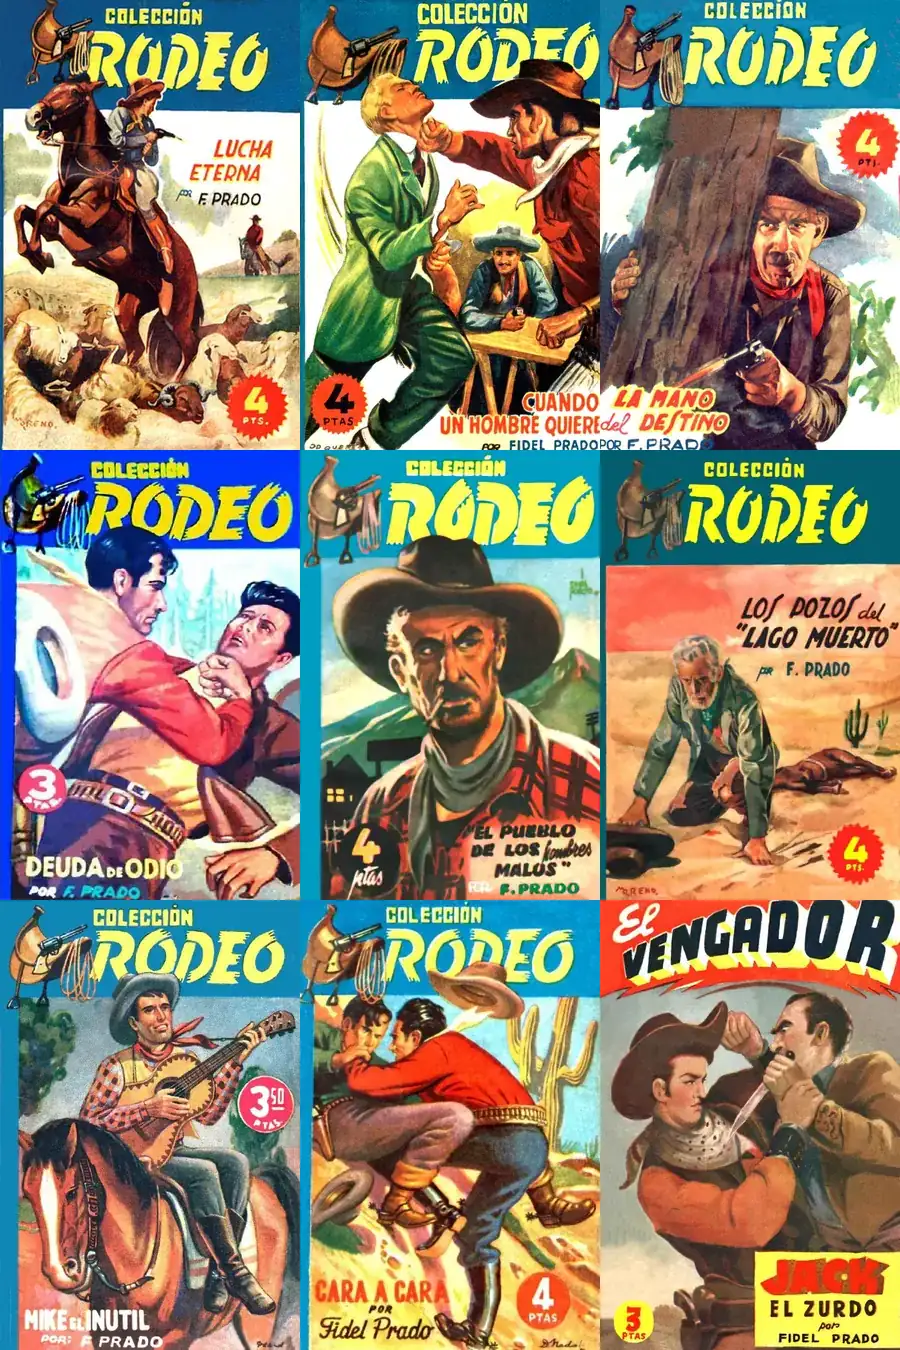 COLECCIÓN
RODEO
LUCHA
ETERNA
POR F. PRADO
4
PTS.
COLECCIÓN
RODEO
4
PTAS
CUANDO
UN HOMBRE QUIERE
POR FIDEL PRADO
COLECCIÓN
RODEO
4
PTS.
LA MANO
del DESTINO
POR F. PRADO
COLECCIÓN
RODEO
3
PTAS.
DEUDA DE ODIO
POR F. PRADO
COLECCIÓN
RODEO
4
ptas
"EL PUEBLO
DE LOS hombres
MALOS"
POR F. PRADO
COLECCIÓN
RODEO
LOS POZOS del
"LAGO MUERTO"
por F. PRADO
4
PTS.
MORENO.
COLECCIÓN
RODEO
3 50
PTAS.
MIKE EL INUTIL
POR: F. PRADO
COLECCIÓN
RODEO
CARA A CARA
POR
Fidel Prado
4
PTAS
El
VENGADOR
JACK
EL ZURDO
por
FIDEL PRADO
3
PTAS